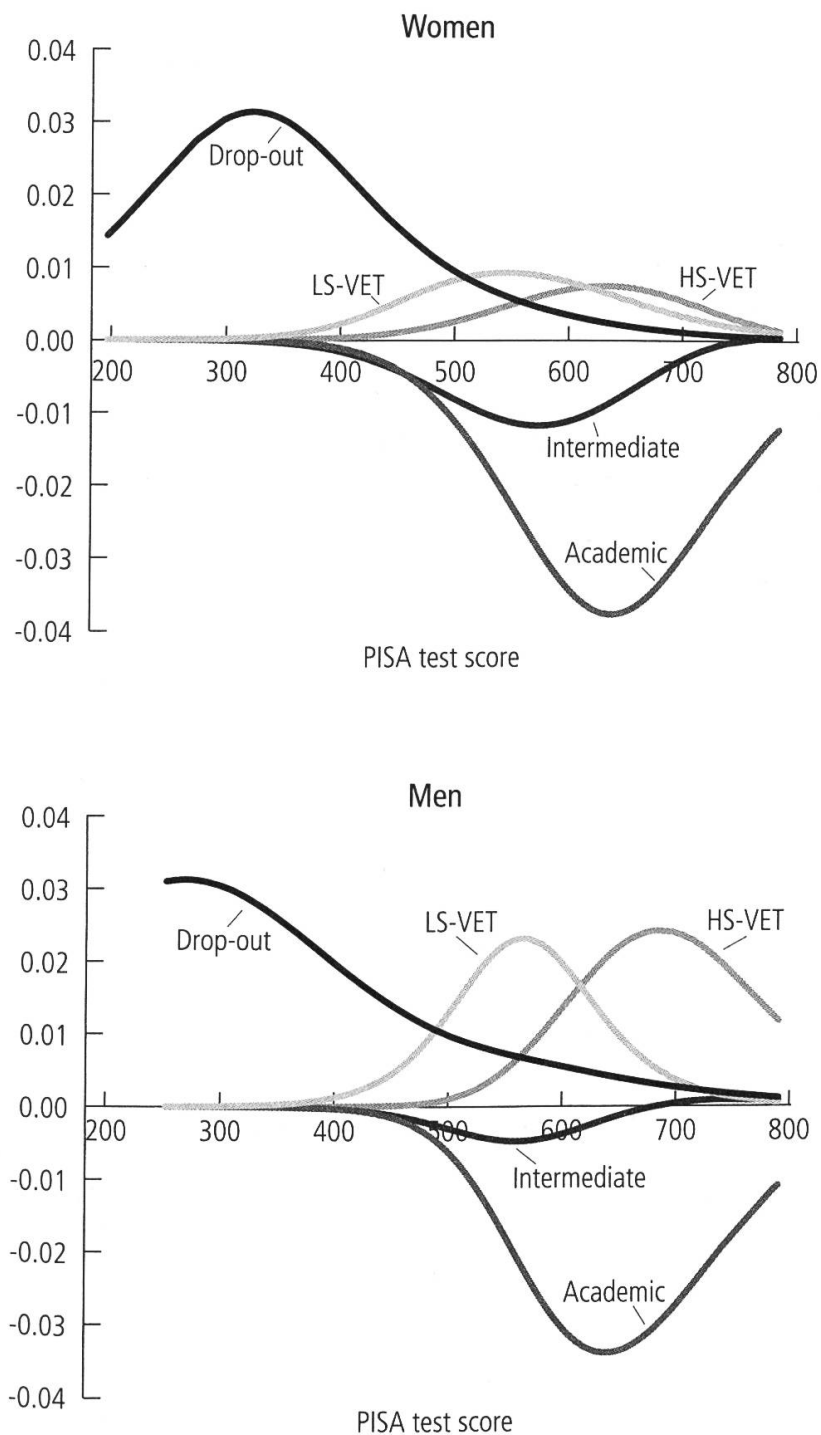 Women
0.04
0.03
Drop-out
0.02
0.01
LS-VET
HS-VET
0.00
200 300 400 500 600 700 800
-0.01
Intermediate
-0.02
-0.03
Academic
-0.04
PISA test score
Men
0.04
0.03
LS-VET
HS-VET
Drop-out
0.02
0.01
0.00
200 300 400 500 600 700 800
-0.01
Intermediate
-0.02
Academic
-0.03
-0.04
PISA test score